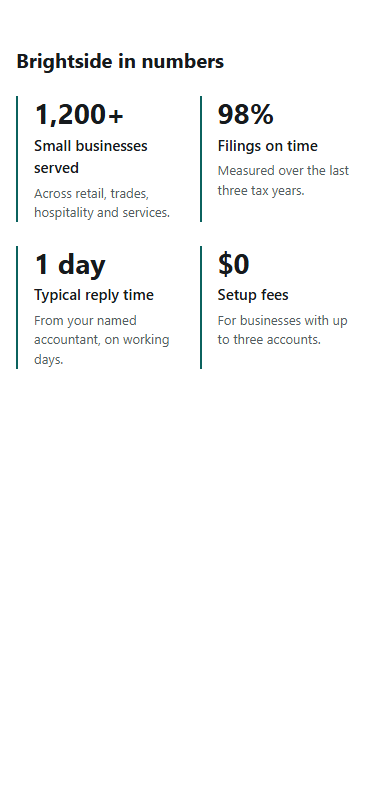 Brightside in numbers
1,200+
Small businesses
served
Across retail, trades,
hospitality and services.
98%
Filings on time
Measured over the last
three tax years.
1 day
Typical reply time
From your named
accountant, on working
days.
$0
Setup fees
For businesses with up
to three accounts.